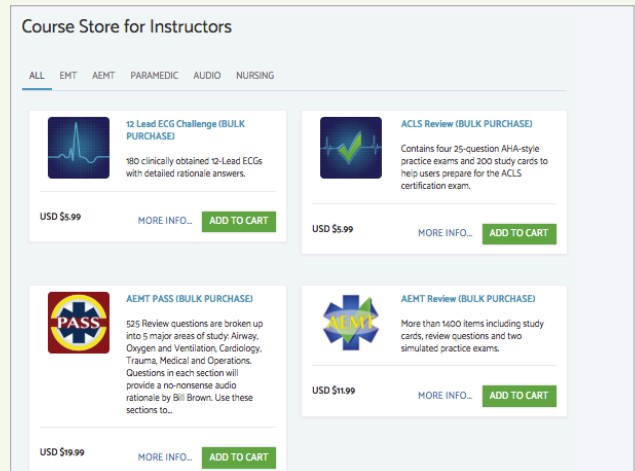 Course Store for Instructors
ALL EMT AEMT PARAMEDIC AUDIO NURSING
12 Lead ECG Challenge (BULK
PURCHASE)
180 clinically obtained 12-Lead ECGs
with detailed rationale answers.
USD $5.99
MORE INFO...
ADD TO CART
ACLS Review (BULK PURCHASE)
Contains four 25-question AHA-style
practice exams and 200 study cards to
help users prepare for the ACLS
certification exam.
USD $5.99
MORE INFO...
ADD TO CART
PASS
AEMT PASS (BULK PURCHASE)
525 Review questions are broken up
into 5 major areas of study: Airway,
Oxygen and Ventilation, Cardiology,
Trauma, Medical and Operations.
Questions in each section will
provide a no-nonsense audio
rationale by Bill Brown. Use these
sections to...
USD $19.99
MORE INFO...
ADD TO CART
AEMT
AEMT Review (BULK PURCHASE)
More than 1400 items including study
cards, review questions and two
simulated practice exams.
USD $11.99
MORE INFO...
ADD TO CART